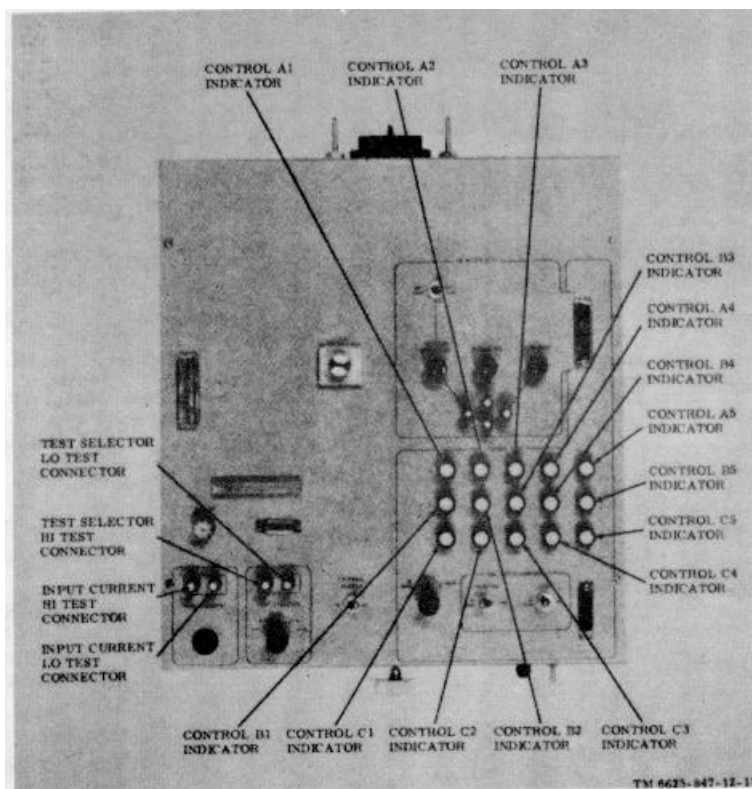 CONTROL A1
INDICATOR
CONTROL A2
INDICATOR
CONTROL A3
INDICATOR
CONTROL B3
INDICATOR
CONTROL A4
INDICATOR
CONTROL B4
INDICATOR
CONTROL A5
INDICATOR
CONTROL B5
INDICATOR
CONTROL C5
INDICATOR
CONTROL C4
INDICATOR
TEST SELECTOR
LO TEST
CONNECTOR
TEST SELECTOR
HI TEST
CONNECTOR
INPUT CURRENT
HI TEST
CONNECTOR
INPUT CURRENT
LO TEST
CONNECTOR
CONTROL B1
INDICATOR
CONTROL C1
INDICATOR
CONTROL C2
INDICATOR
CONTROL B2
INDICATOR
CONTROL C3
INDICATOR